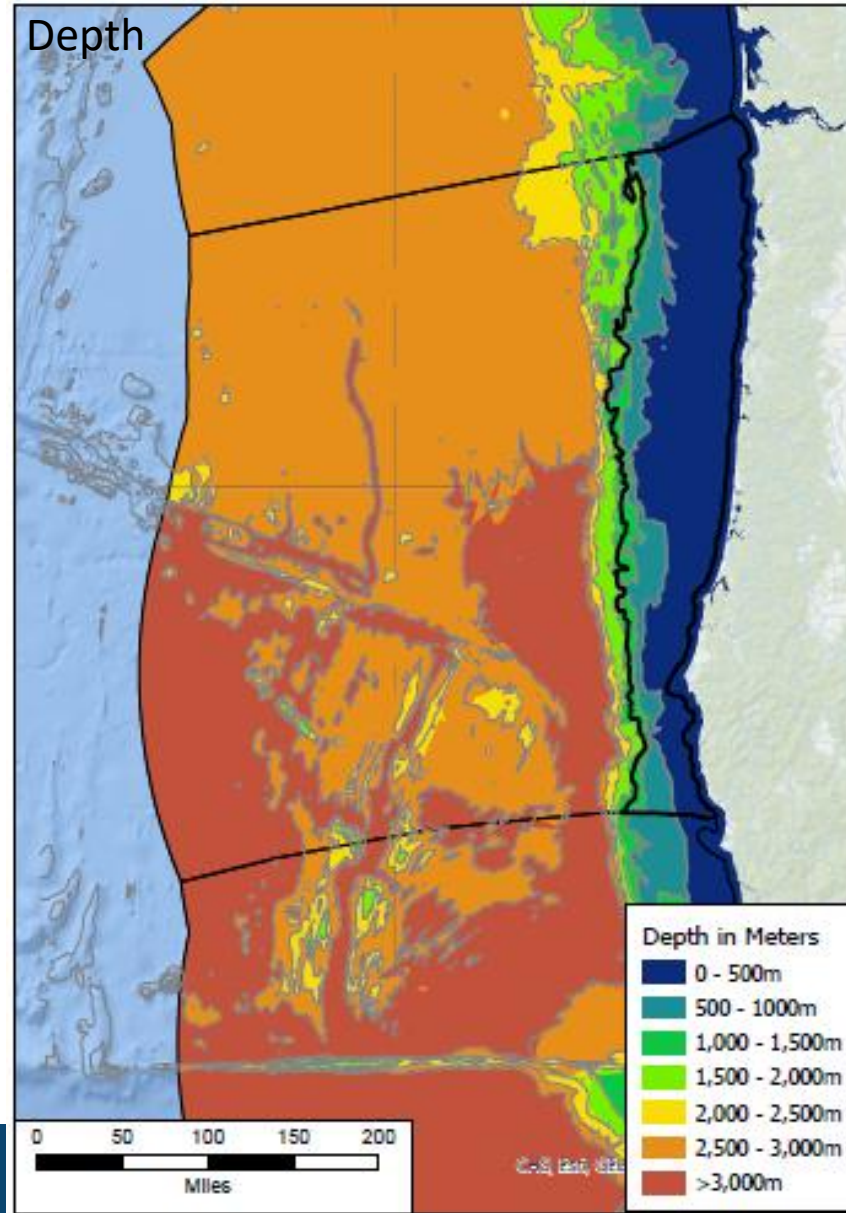 Depth
Depth in Meters
0 - 500m
500 - 1000m
1,000 - 1,500m
1,500 - 2,000m
2,000 - 2,500m
2,500 - 3,000m
>3,000m
0 50 100 150 200
Miles